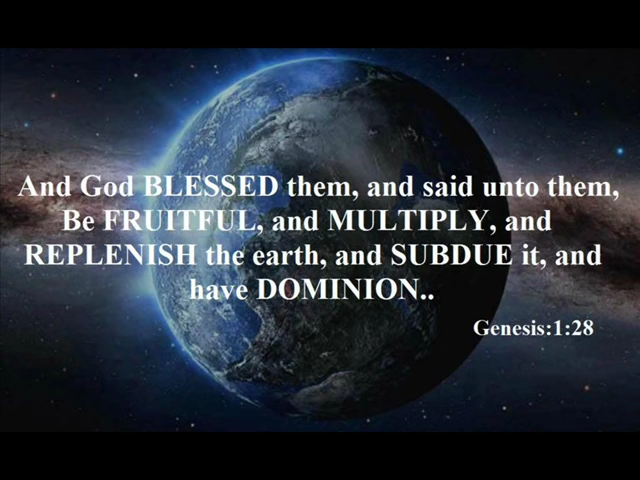 And God BLESSED them, and said unto them,
Be FRUITFUL, and MULTIPLY, and
REPLENISH the earth, and SUBDUE it, and
have DOMINION..
Genesis:1:28